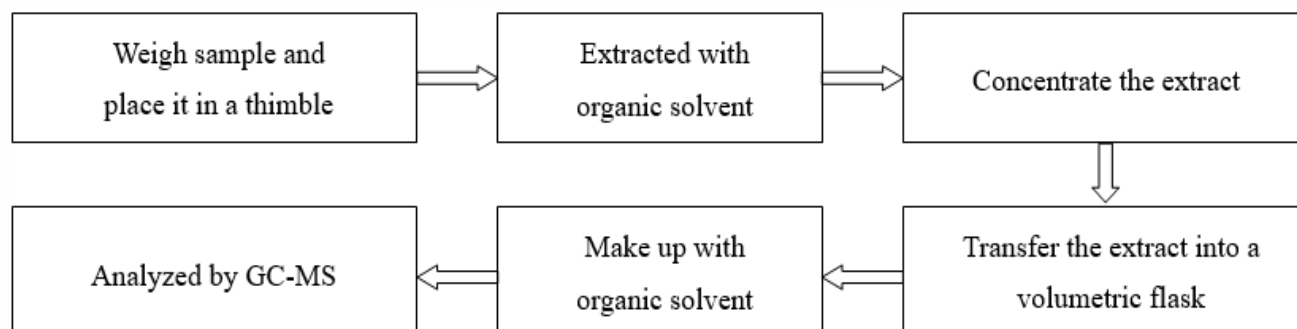 Weigh sample and
place it in a thimble
Extracted with
organic solvent
Concentrate the extract
Transfer the extract into a
volumetric flask
Make up with
organic solvent
Analyzed by GC-MS